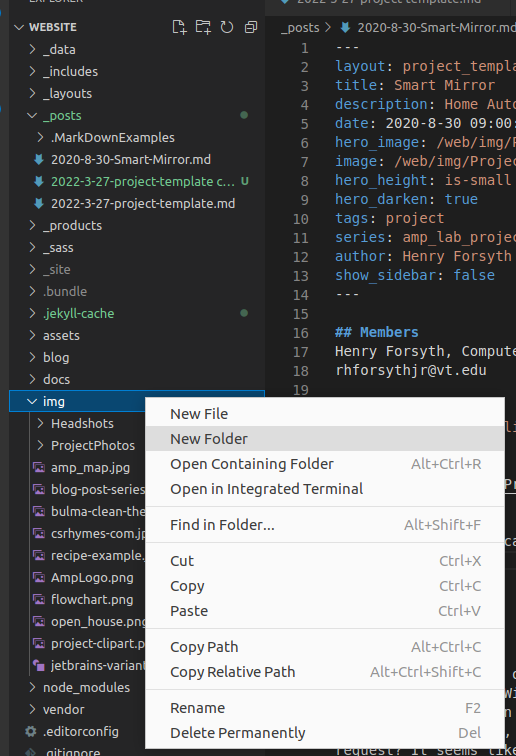 WEBSITE
_data
_includes
_layouts
_posts
.MarkDownExamples
2020-8-30-Smart-Mirror.md
2022-3-27-project-template c... U
2022-3-27-project-template.md
_products
_sass
_site
.bundle
.jekyll-cache
assets
blog
docs
img
Headshots
ProjectPhotos
amp_map.jpg
blog-post-series
bulma-clean-the
csrhymes-com.jp
recipe-example.
AmpLogo.png
flowchart.png
open_house.png
project-clipart.p
jetbrains-variant
node_modules
vendor
.editorconfig
.gitignore
_posts > 2020-8-30-Smart-Mirror.md
1 ---
2 layout: project_templa
3 title: Smart Mirror
4 description: Home Auto
5 date: 2020-8-30 09:00:
6 hero_image: /web/img/P
7 image: /web/img/Projec
8 hero_height: is-small
9 hero_darken: true
10 tags: project
11 series: amp_lab_projec
12 author: Henry Forsyth
13 show_sidebar: false
14 ---
15
16 ## Members
17 Henry Forsyth, Compute
18 rhforsythjr@vt.edu
19
New File
New Folder
Open Containing Folder Alt+Ctrl+R
Open in Integrated Terminal
Find in Folder... Alt+Shift+F
Cut Ctrl+X
Copy Ctrl+C
Paste Ctrl+V
Copy Path Alt+Ctrl+C
Copy Relative Path Alt+Ctrl+Shift+C
Rename F2
Delete Permanently Del
request? It seems like